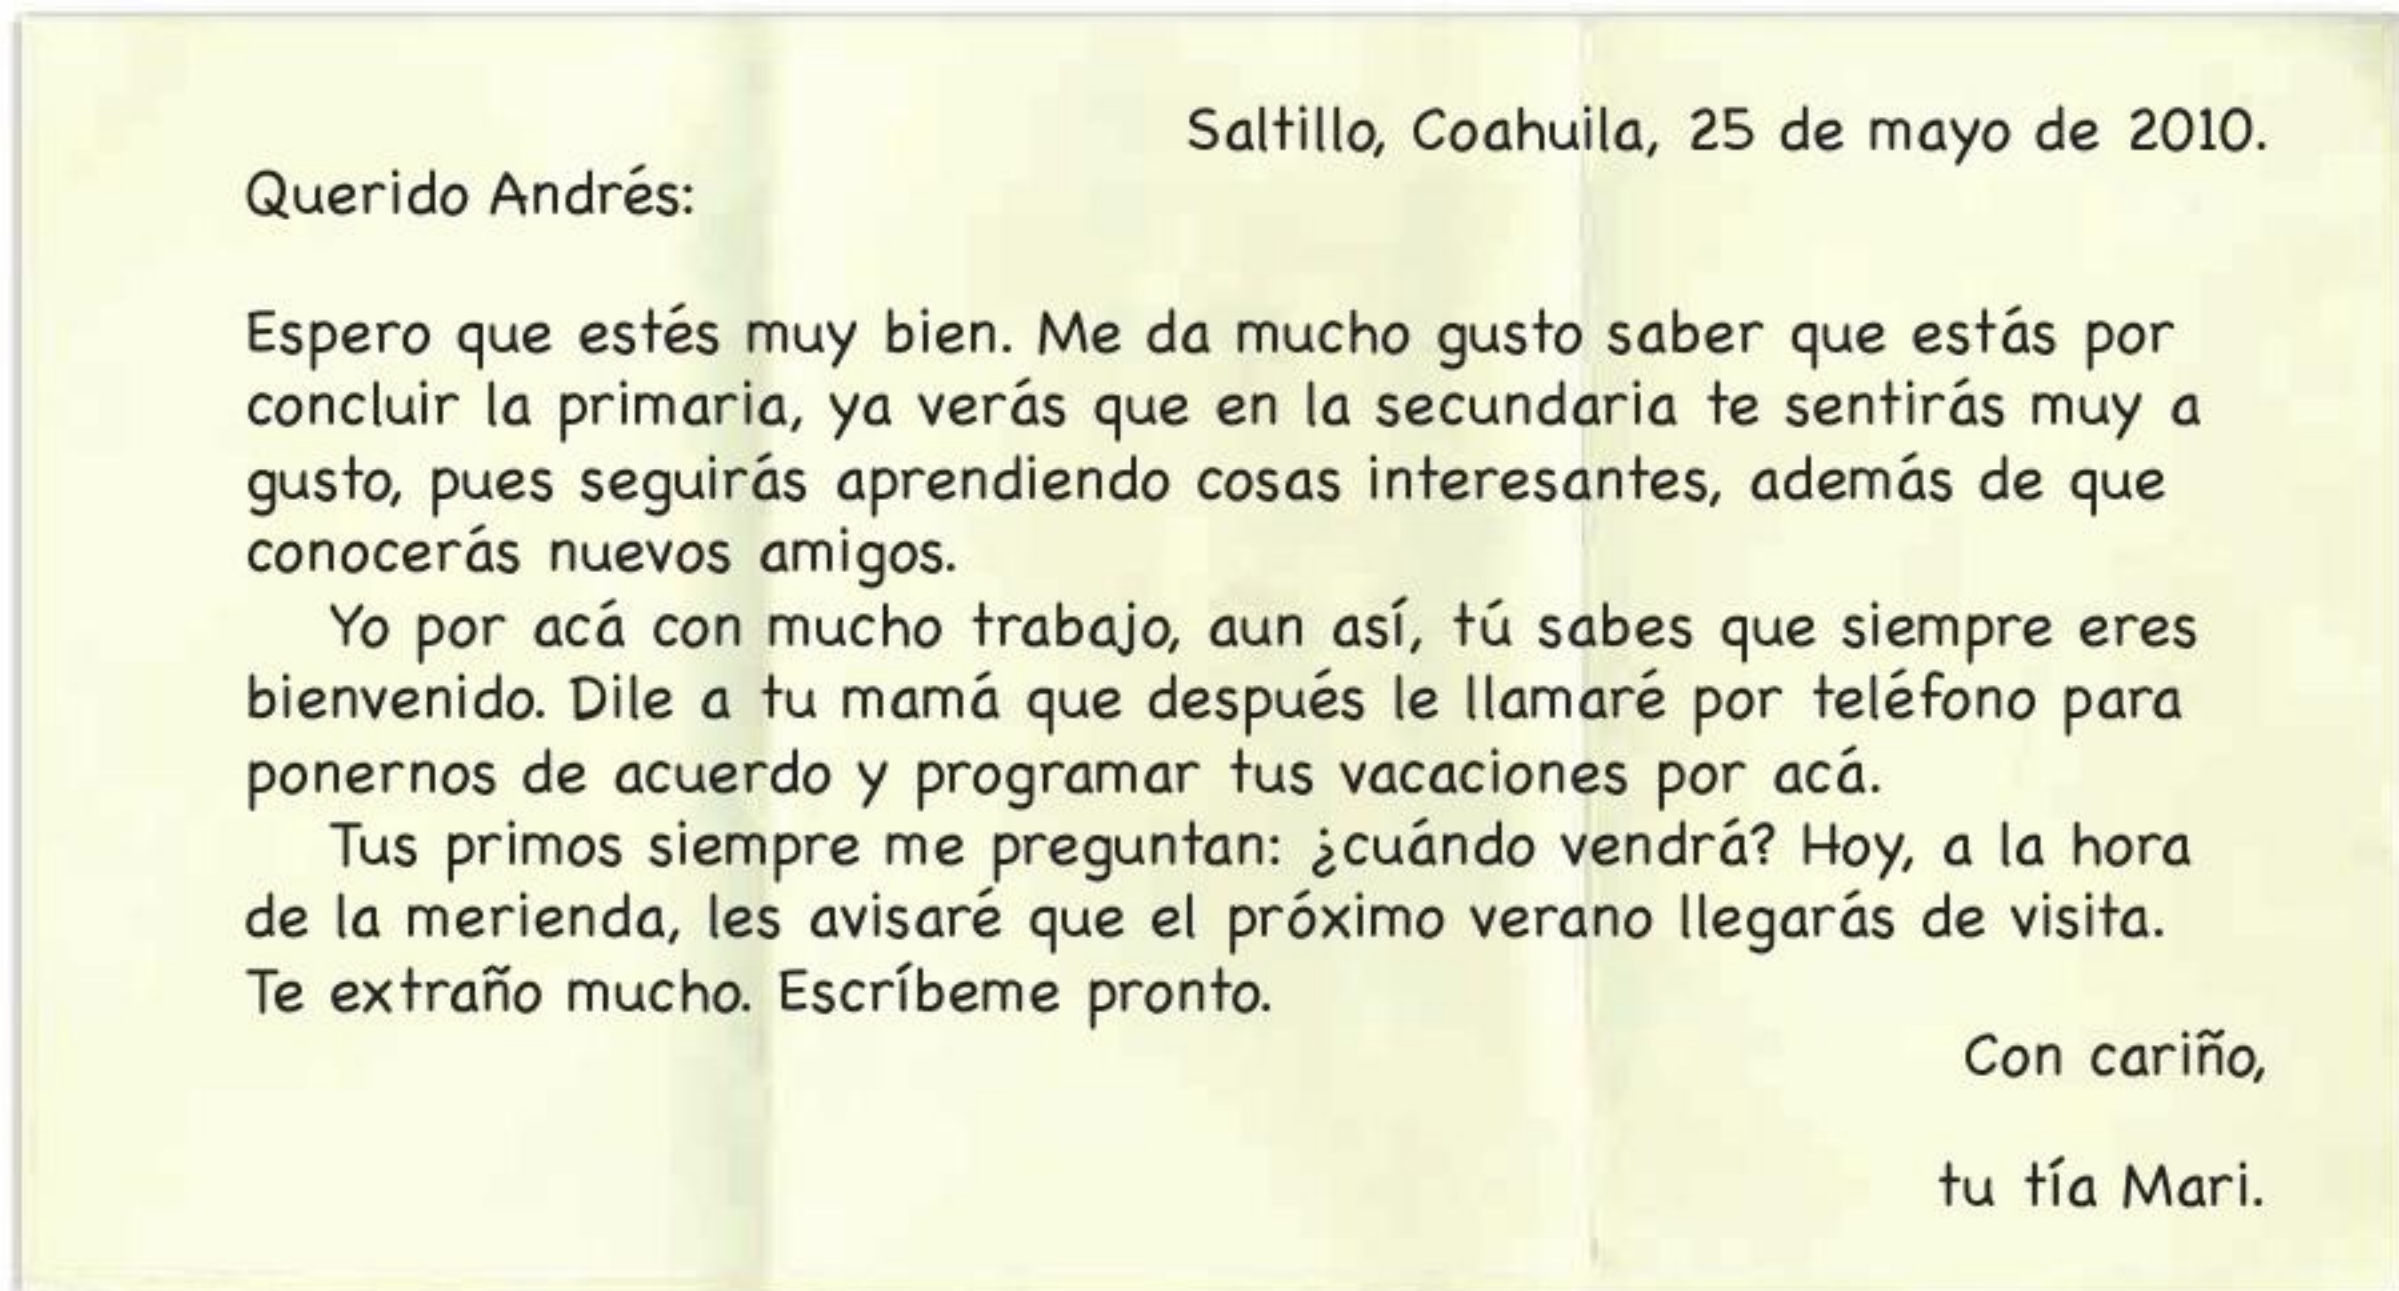 Saltillo, Coahuila, 25 de mayo de 2010.
Querido Andrés:
Espero que estés muy bien. Me da mucho gusto saber que estás por
concluir la primaria, ya verás que en la secundaria te sentirás muy a
gusto, pues seguirás aprendiendo cosas interesantes, además de que
conocerás nuevos amigos.
Yo por acá con mucho trabajo, aun así, tú sabes que siempre eres
bienvenido. Dile a tu mamá que después le llamaré por teléfono para
ponernos de acuerdo y programar tus vacaciones por acá.
Tus primos siempre me preguntan: ¿cuándo vendrá? Hoy, a la hora
de la merienda, les avisaré que el próximo verano llegarás de visita.
Te extraño mucho. Escríbeme pronto.
Con cariño,
tu tía Mari.